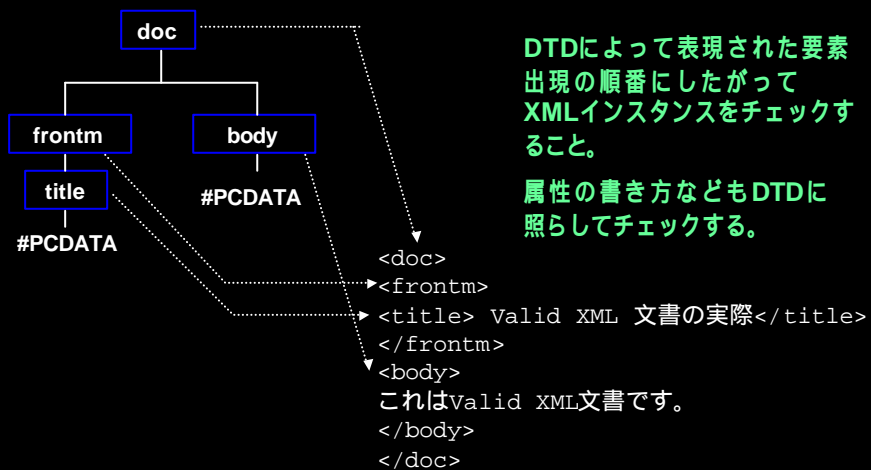 doc
frontm
body
title
#PCDATA
#PCDATA
DTDによって表現された要素
出現の順番にしたがって
XMLインスタンスをチェックす
ること。
属性の書き方などもDTDに
照らしてチェックする。
<doc>
<frontm>
<title> Valid XML 文書の実際</title>
</frontm>
<body>
これはValid XML文書です。
</body>
</doc>